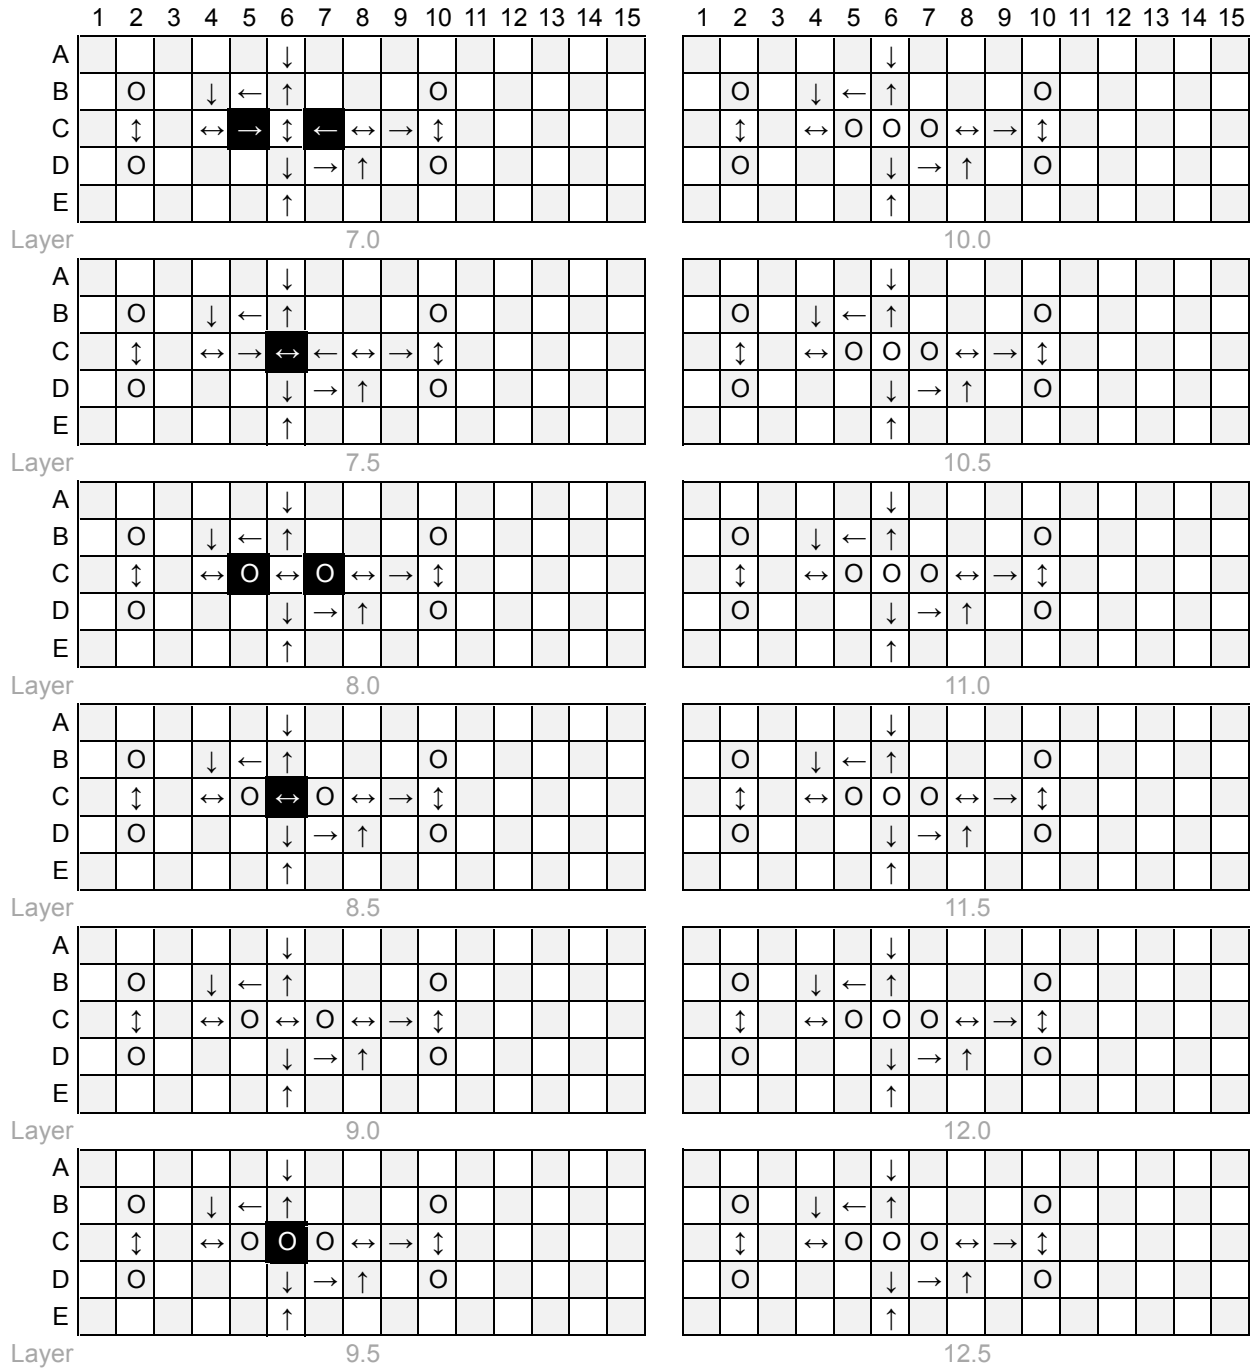 1 2 3 4 5 6 7 8 9 10 11 12 13 14 15 1 2 3 4 5 6 7 8 9 10 11 12 13 14 15
A ↓ ↓
B O ↓ ← ↑ O O ↓ ← ↑ O
C ↕ ↔ → ↕ ← ↔ → ↕ ↕ ↔ O O O ↔ → ↕
D O ↓ → ↑ O O ↓ → ↑ O
E ↑ ↑
Layer 7.0 10.0
A ↓ ↓
B O ↓ ← ↑ O O ↓ ← ↑ O
C ↕ ↔ → ↔ ← ↔ → ↕ ↕ ↔ O O O ↔ → ↕
D O ↓ → ↑ O O ↓ → ↑ O
E ↑ ↑
Layer 7.5 10.5
A ↓ ↓
B O ↓ ← ↑ O O ↓ ← ↑ O
C ↕ ↔ O ↔ O ↔ → ↕ ↕ ↔ O O O ↔ → ↕
D O ↓ → ↑ O O ↓ → ↑ O
E ↑ ↑
Layer 8.0 11.0
A ↓ ↓
B O ↓ ← ↑ O O ↓ ← ↑ O
C ↕ ↔ O ↔ O ↔ → ↕ ↕ ↔ O O O ↔ → ↕
D O ↓ → ↑ O O ↓ → ↑ O
E ↑ ↑
Layer 8.5 11.5
A ↓ ↓
B O ↓ ← ↑ O O ↓ ← ↑ O
C ↕ ↔ O ↔ O ↔ → ↕ ↕ ↔ O O O ↔ → ↕
D O ↓ → ↑ O O ↓ → ↑ O
E ↑ ↑
Layer 9.0 12.0
A ↓ ↓
B O ↓ ← ↑ O O ↓ ← ↑ O
C ↕ ↔ O O O ↔ → ↕ ↕ ↔ O O O ↔ → ↕
D O ↓ → ↑ O O ↓ → ↑ O
E ↑ ↑
Layer 9.5 12.5